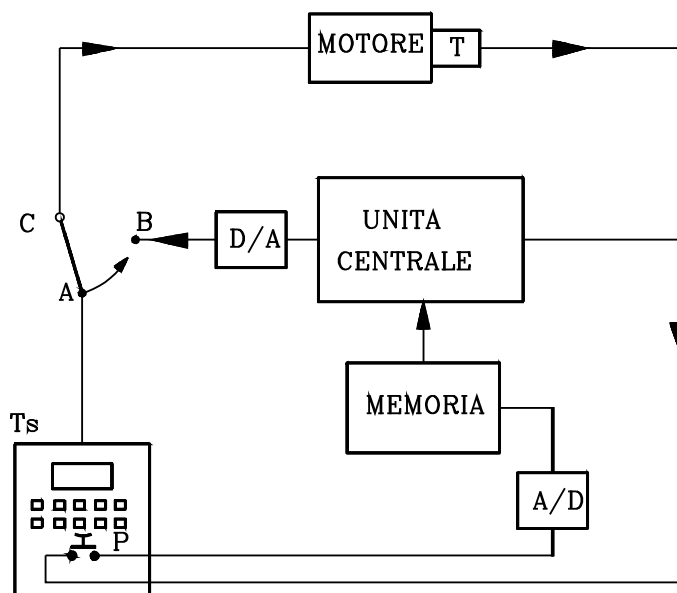 MOTORE
T
C
B
D/A
UNITA
CENTRALE
A
MEMORIA
Ts
A/D
P